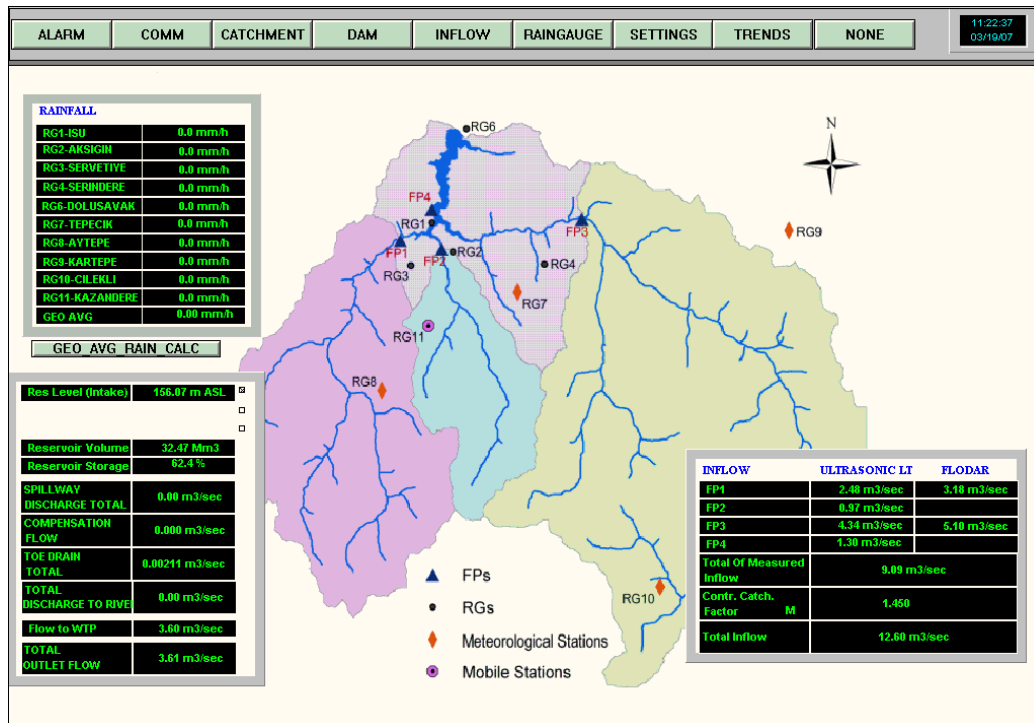 ALARM COMM CATCHMENT DAM INFLOW RAINGAUGE SETTINGS TRENDS NONE
11:22:37
03/19/07
RAINFALL
RG1-ISU 0.0 mm/h
RG2-AKSIGIN 0.0 mm/h
RG3-SERVETIYE 0.0 mm/h
RG4-SERINDERE 0.0 mm/h
RG6-DOLUSAVAK 0.0 mm/h
RG7-TEPECIK 0.0 mm/h
RG8-AYTEPE 0.0 mm/h
RG9-KARTEPE 0.0 mm/h
RG10-CILEKLI 0.0 mm/h
RG11-KAZANDERE 0.0 mm/h
GEO AVG 0.00 mm/h
GEO_AVG_RAIN_CALC
Res Level (Intake) 156.07 m ASL
Reservoir Volume 32.47 Mm3
Reservoir Storage 62.4 %
SPILLWAY
DISCHARGE TOTAL 0.00 m3/sec
COMPENSATION
FLOW 0.000 m3/sec
TOE DRAIN
TOTAL 0.00211 m3/sec
TOTAL
DISCHARGE TO RIVE 0.00 m3/sec
Flow to WTP 3.60 m3/sec
TOTAL
OUTLET FLOW 3.61 m3/sec
RG6
N
FP4
RG1
FP3
RG9
FP1
FP2
RG2
RG3
RG4
RG7
RG11
RG8
RG10
FPs
RGs
Meteorological Stations
Mobile Stations
INFLOW ULTRASONIC LT FLODAR
FP1 2.48 m3/sec 3.18 m3/sec
FP2 0.97 m3/sec
FP3 4.34 m3/sec 5.10 m3/sec
FP4 1.30 m3/sec
Total Of Measured
Inflow 9.09 m3/sec
Contr. Catch.
Factor M 1.450
Total Inflow 12.60 m3/sec